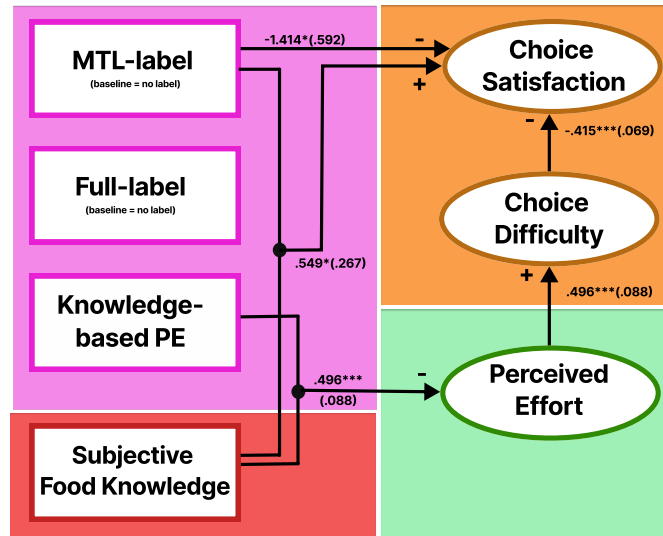 MTL-label
(baseline = no label)
-1.414*(.592)
-
+
Choice
Satisfaction
-
-.415***(.069)
Full-label
(baseline = no label)
Choice
Difficulty
.549*(.267)
+
.496***(.088)
Knowledge-
based PE
.496***
(.088)
-
Perceived
Effort
Subjective
Food Knowledge